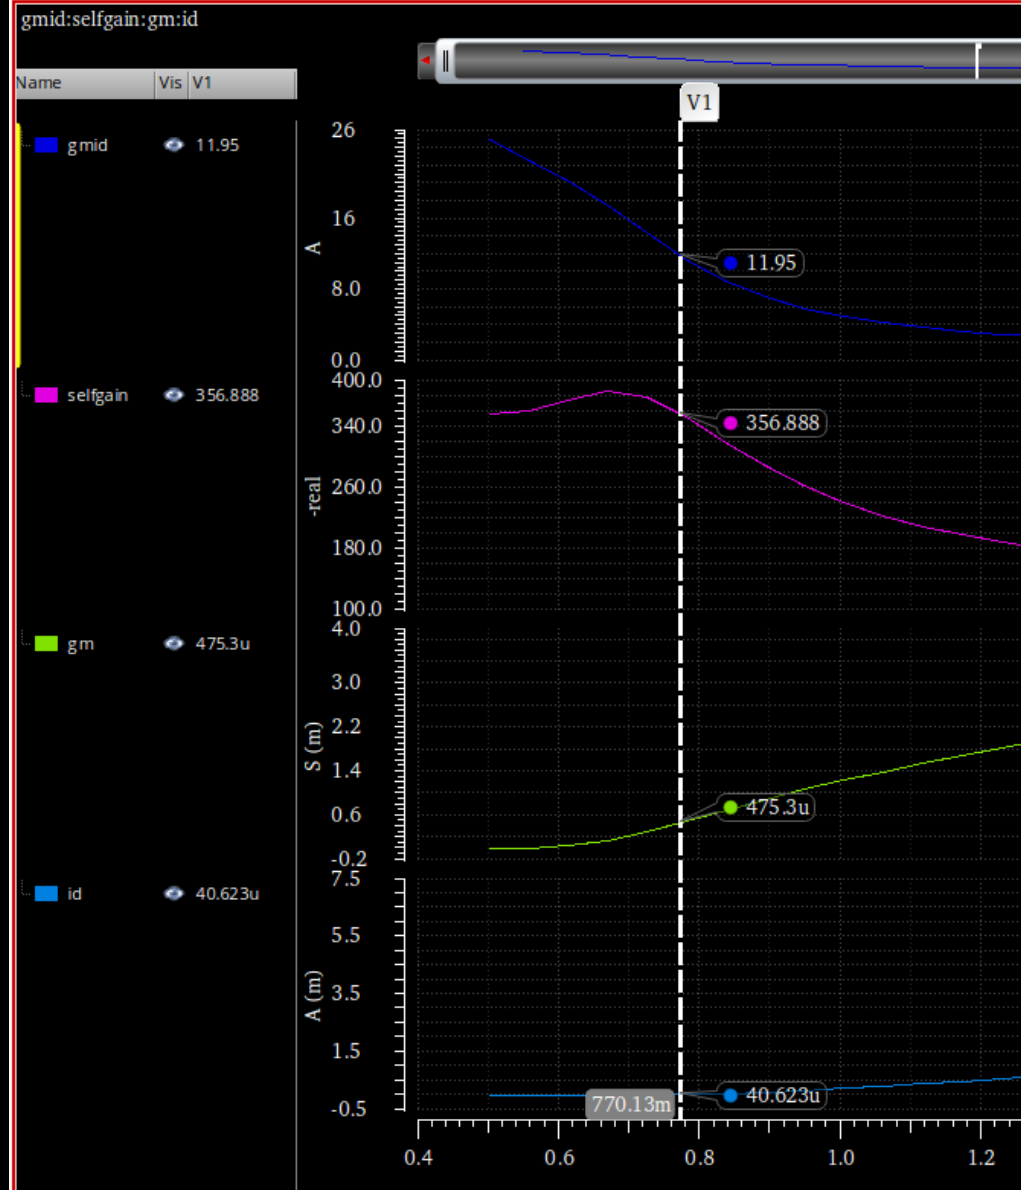 gmid:selfgain:gm:id
Name Vis V1
V1
gmid 11.95
26
16
A
8.0
0.0
11.95
selfgain 356.888
400.0
340.0
-real
260.0
180.0
100.0
356.888
gm 475.3u
4.0
3.0
2.2
S (m)
1.4
0.6
-0.2
475.3u
id 40.623u
7.5
5.5
A (m)
3.5
1.5
-0.5
770.13m
40.623u
0.4 0.6 0.8 1.0 1.2